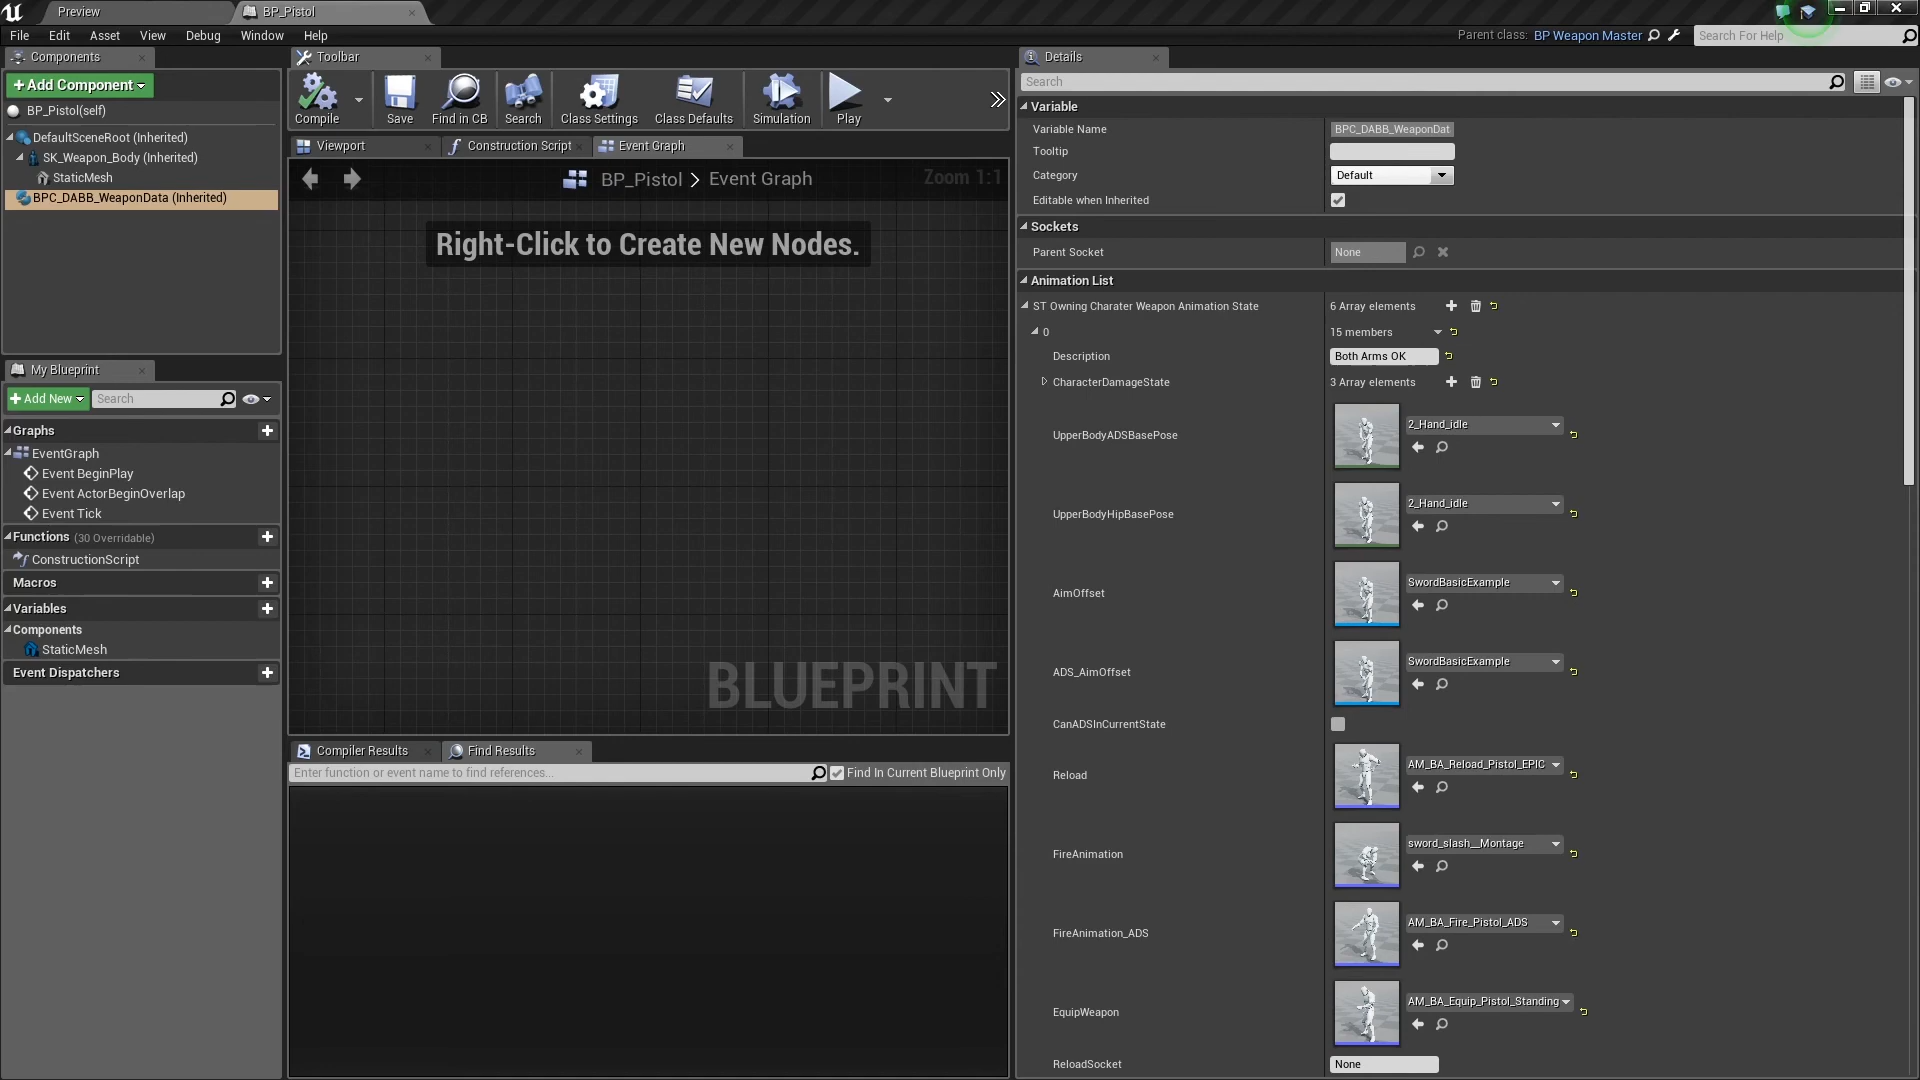 Preview
BP_Pistol
File Edit Asset View Debug Window Help
Parent class: BP Weapon Master
Search For Help
Components
+ Add Component
BP_Pistol(self)
DefaultSceneRoot (Inherited)
SK_Weapon_Body (Inherited)
StaticMesh
BPC_DABB_WeaponData (Inherited)
My Blueprint
+ Add New
Search
Graphs
EventGraph
Event BeginPlay
Event ActorBeginOverlap
Event Tick
Functions (30 Overridable)
ConstructionScript
Macros
Variables
Components
StaticMesh
Event Dispatchers
Toolbar
Compile
Save
Find in CB
Search
Class Settings
Class Defaults
Simulation
Play
Viewport
Construction Script
Event Graph
BP_Pistol > Event Graph
Zoom 1:1
Right-Click to Create New Nodes.
BLUEPRINT
Compiler Results
Find Results
Enter function or event name to find references...
Find In Current Blueprint Only
Details
Search
Variable
Variable Name BPC_DABB_WeaponDat
Tooltip
Category Default
Editable when Inherited
Sockets
Parent Socket None
Animation List
ST Owning Charater Weapon Animation State 6 Array elements
0 15 members
Description Both Arms OK
CharacterDamageState 3 Array elements
UpperBodyADSBasePose 2_Hand_idle
UpperBodyHipBasePose 2_Hand_idle
AimOffset SwordBasicExample
ADS_AimOffset SwordBasicExample
CanADSInCurrentState
Reload AM_BA_Reload_Pistol_EPIC
FireAnimation sword_slash__Montage
FireAnimation_ADS AM_BA_Fire_Pistol_ADS
EquipWeapon AM_BA_Equip_Pistol_Standing
ReloadSocket None